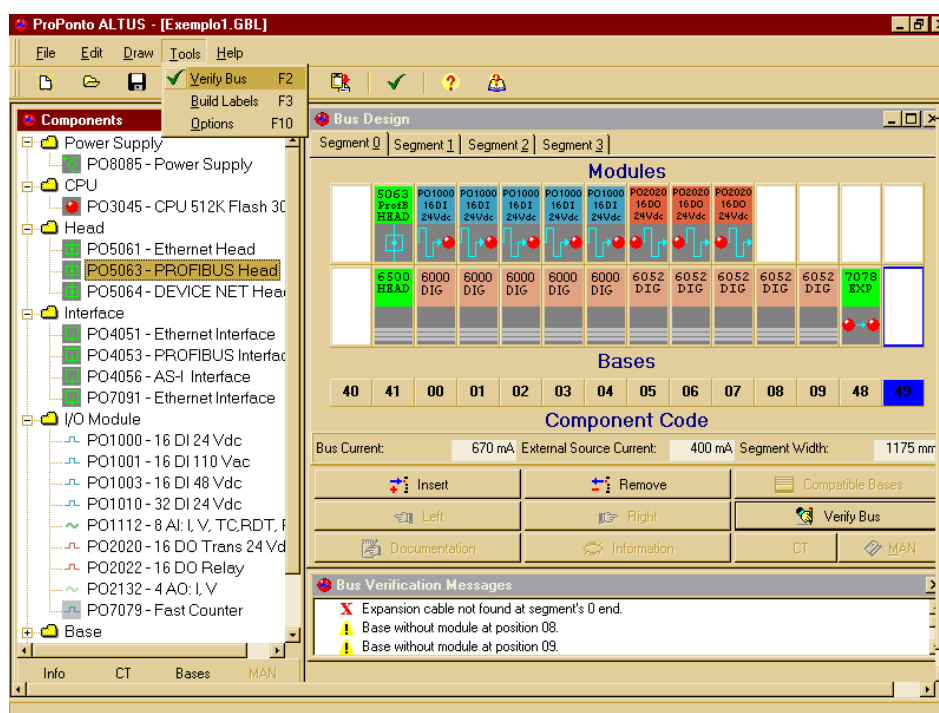 ProPonto ALTUS - [Exemplo1.GBL]
File Edit Draw Tools Help
Verify Bus F2
Build Labels F3
Options F10
Components
Power Supply
PO8085 - Power Supply
CPU
PO3045 - CPU 512K Flash 30
Head
PO5061 - Ethernet Head
PO5063 - PROFIBUS Head
PO5064 - DEVICE NET Hea
Interface
PO4051 - Ethernet Interface
PO4053 - PROFIBUS Interfac
PO4056 - AS-I Interface
PO7091 - Ethernet Interface
I/O Module
PO1000 - 16 DI 24 Vdc
PO1001 - 16 DI 110 Vac
PO1003 - 16 DI 48 Vdc
PO1010 - 32 DI 24 Vdc
PO1112 - 8 AI: I, V, TC,RDT, F
PO2020 - 16 DO Trans 24 Vd
PO2022 - 16 DO Relay
PO2132 - 4 AO: I, V
PO7079 - Fast Counter
Base
Info CT Bases MAN
Bus Design
Segment 0 Segment 1 Segment 2 Segment 3
Modules
5063 PO1000 PO1000 PO1000 PO1000 PO1000 PO2020 PO2020 PO2020
ProfB 16DI 16DI 16DI 16DI 16DI 16DO 16DO 16DO
HEAD 24Vdc 24Vdc 24Vdc 24Vdc 24Vdc 24Vdc 24Vdc 24Vdc
6500 6000 6000 6000 6000 6000 6052 6052 6052 6052 6052 7078
HEAD DIG DIG DIG DIG DIG DIG DIG DIG DIG DIG EXP
Bases
40 41 00 01 02 03 04 05 06 07 08 09 48 49
Component Code
Bus Current: 670 mA External Source Current: 400 mA Segment Width: 1175 mm
Insert Remove Compatible Bases
Left Right Verify Bus
Documentation Information CT MAN
Bus Verification Messages
X Expansion cable not found at segment's 0 end.
Base without module at position 08.
Base without module at position 09.